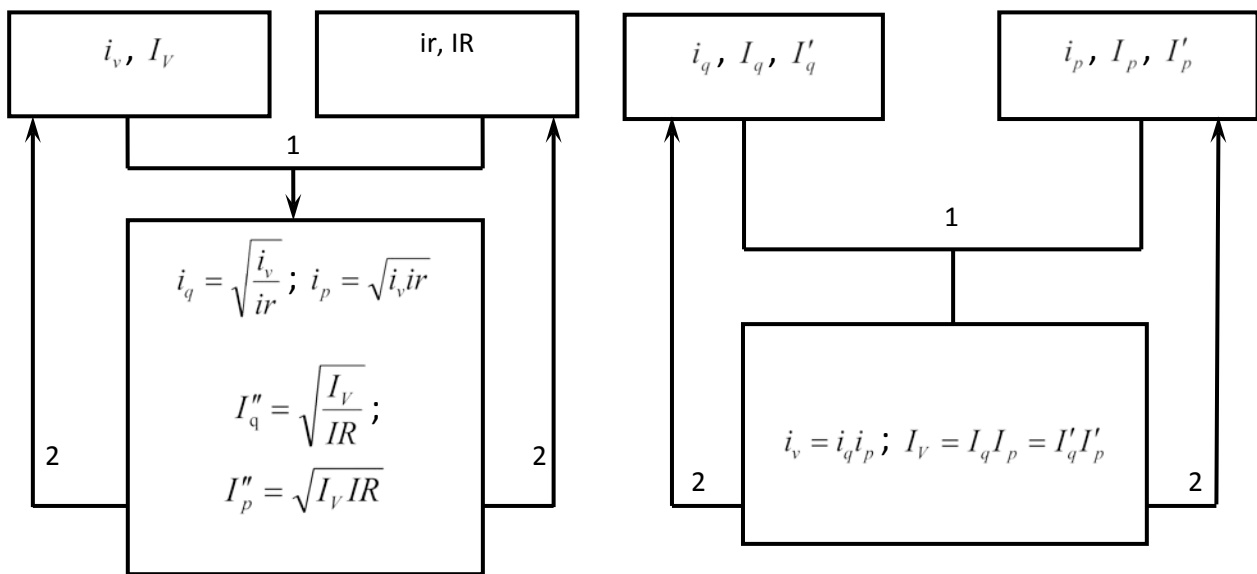 i_v, I_V
ir, IR
1
i_q = √(i_v / ir) ; i_p = √(i_v ir)
I″_q = √(I_V / IR) ;
I″_p = √(I_V IR)
2
2
i_q, I_q, I′_q
i_p, I_p, I′_p
1
i_v = i_q i_p ; I_V = I_q I_p = I′_q I′_p
2
2